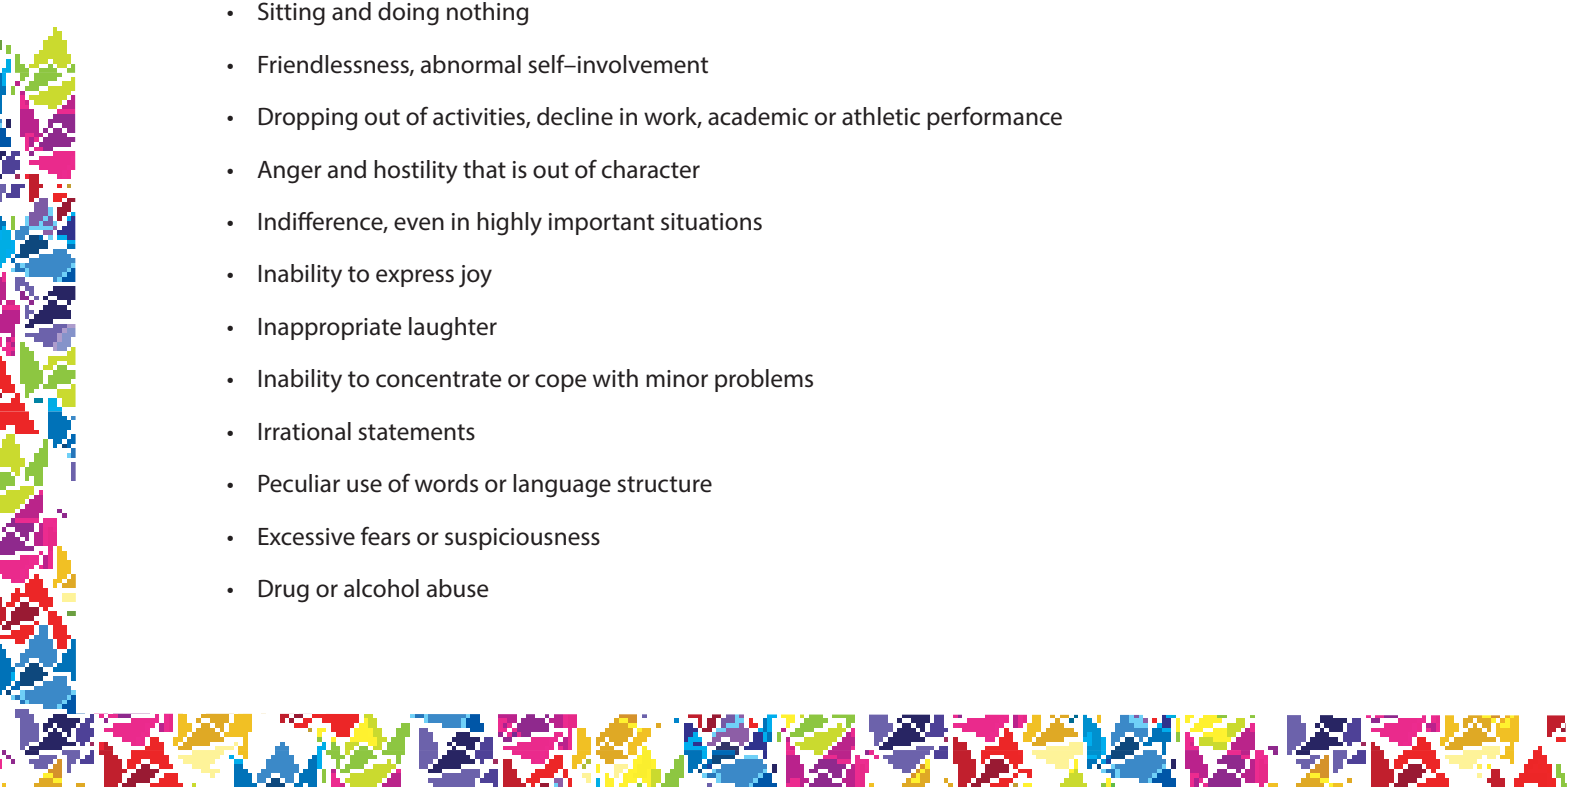 • Sitting and doing nothing
• Friendlessness, abnormal self–involvement
• Dropping out of activities, decline in work, academic or athletic performance
• Anger and hostility that is out of character
• Indifference, even in highly important situations
• Inability to express joy
• Inappropriate laughter
• Inability to concentrate or cope with minor problems
• Irrational statements
• Peculiar use of words or language structure
• Excessive fears or suspiciousness
• Drug or alcohol abuse